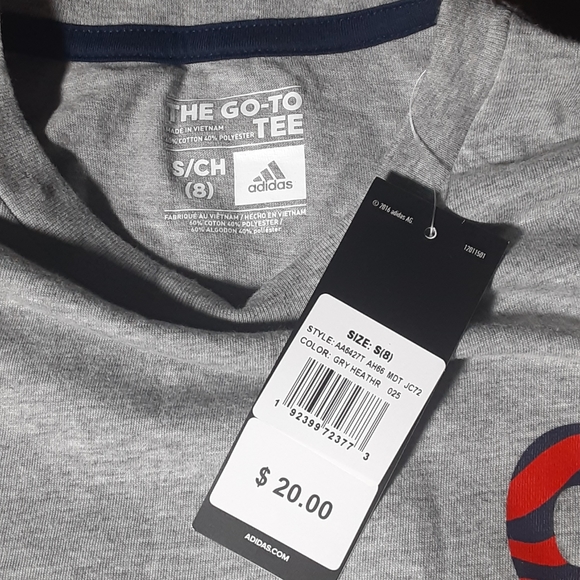 THE GO-TO
TEE
MADE IN VIETNAM
60% COTTON 40% POLYESTER
S/CH
(8)
adidas
FABRIQUÉ AU VIETNAM / HECHO EN VIETNAM
60% COTON 40% POLYESTER
60% ALGODON 40% poliéster
© 2016 adidas AG
12011501
SIZE: S(8)
STYLE: AA6427T AH66 MDT JC72
COLOR: GRY HEATHR 025
1 92399 72377 3
$ 20.00
ADIDAS.COM